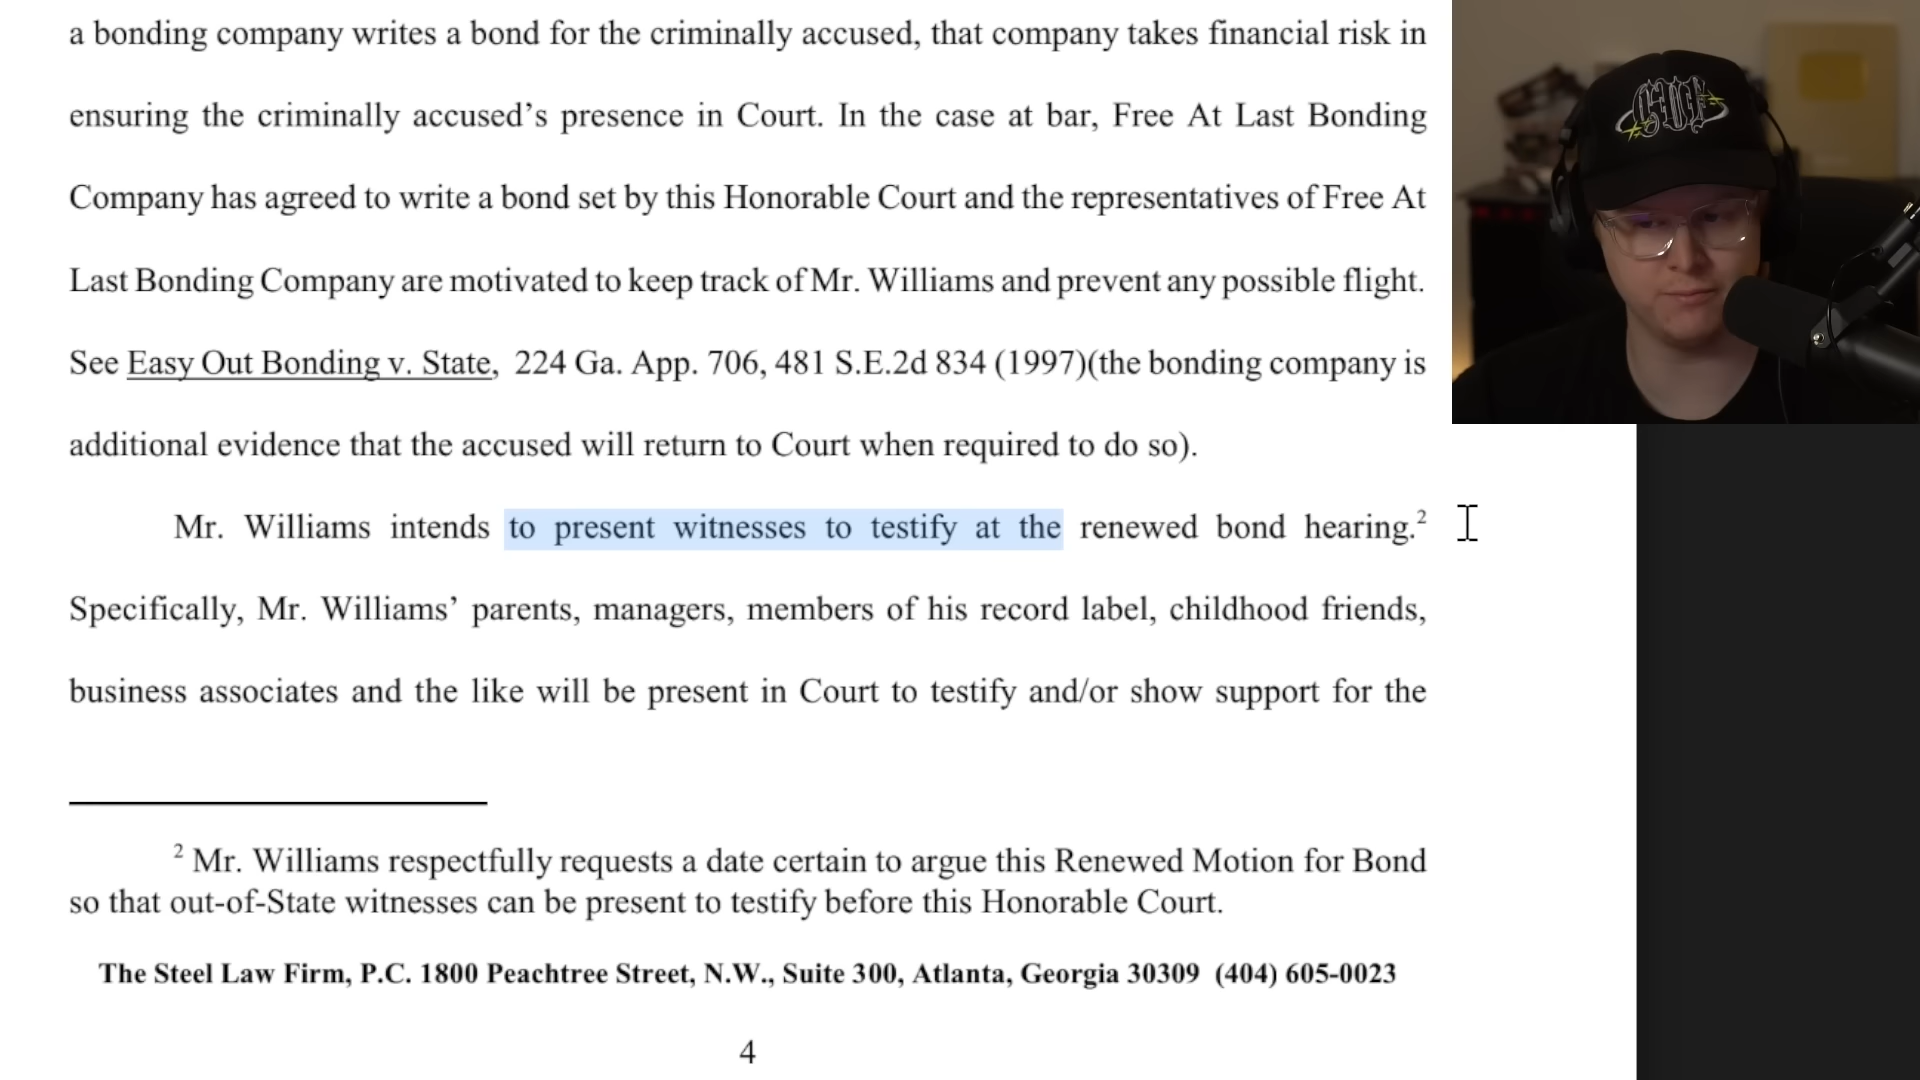 a bonding company writes a bond for the criminally accused, that company takes financial risk in
ensuring the criminally accused’s presence in Court. In the case at bar, Free At Last Bonding
Company has agreed to write a bond set by this Honorable Court and the representatives of Free At
Last Bonding Company are motivated to keep track of Mr. Williams and prevent any possible flight.
See Easy Out Bonding v. State, 224 Ga. App. 706, 481 S.E.2d 834 (1997)(the bonding company is
additional evidence that the accused will return to Court when required to do so).
Mr. Williams intends to present witnesses to testify at the renewed bond hearing.²
Specifically, Mr. Williams’ parents, managers, members of his record label, childhood friends,
business associates and the like will be present in Court to testify and/or show support for the
² Mr. Williams respectfully requests a date certain to argue this Renewed Motion for Bond
so that out-of-State witnesses can be present to testify before this Honorable Court.
The Steel Law Firm, P.C. 1800 Peachtree Street, N.W., Suite 300, Atlanta, Georgia 30309 (404) 605-0023
4